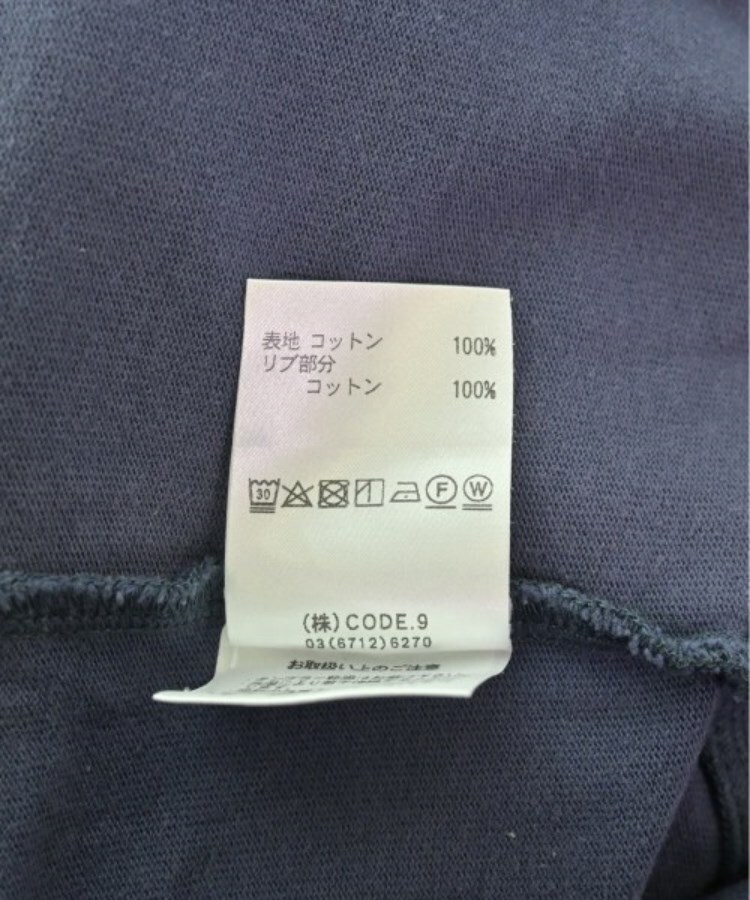 表地 コットン 100%
リブ部分
コットン 100%
30 F W
(株)CODE.9
03(6712)6270
お取扱い上のご注意